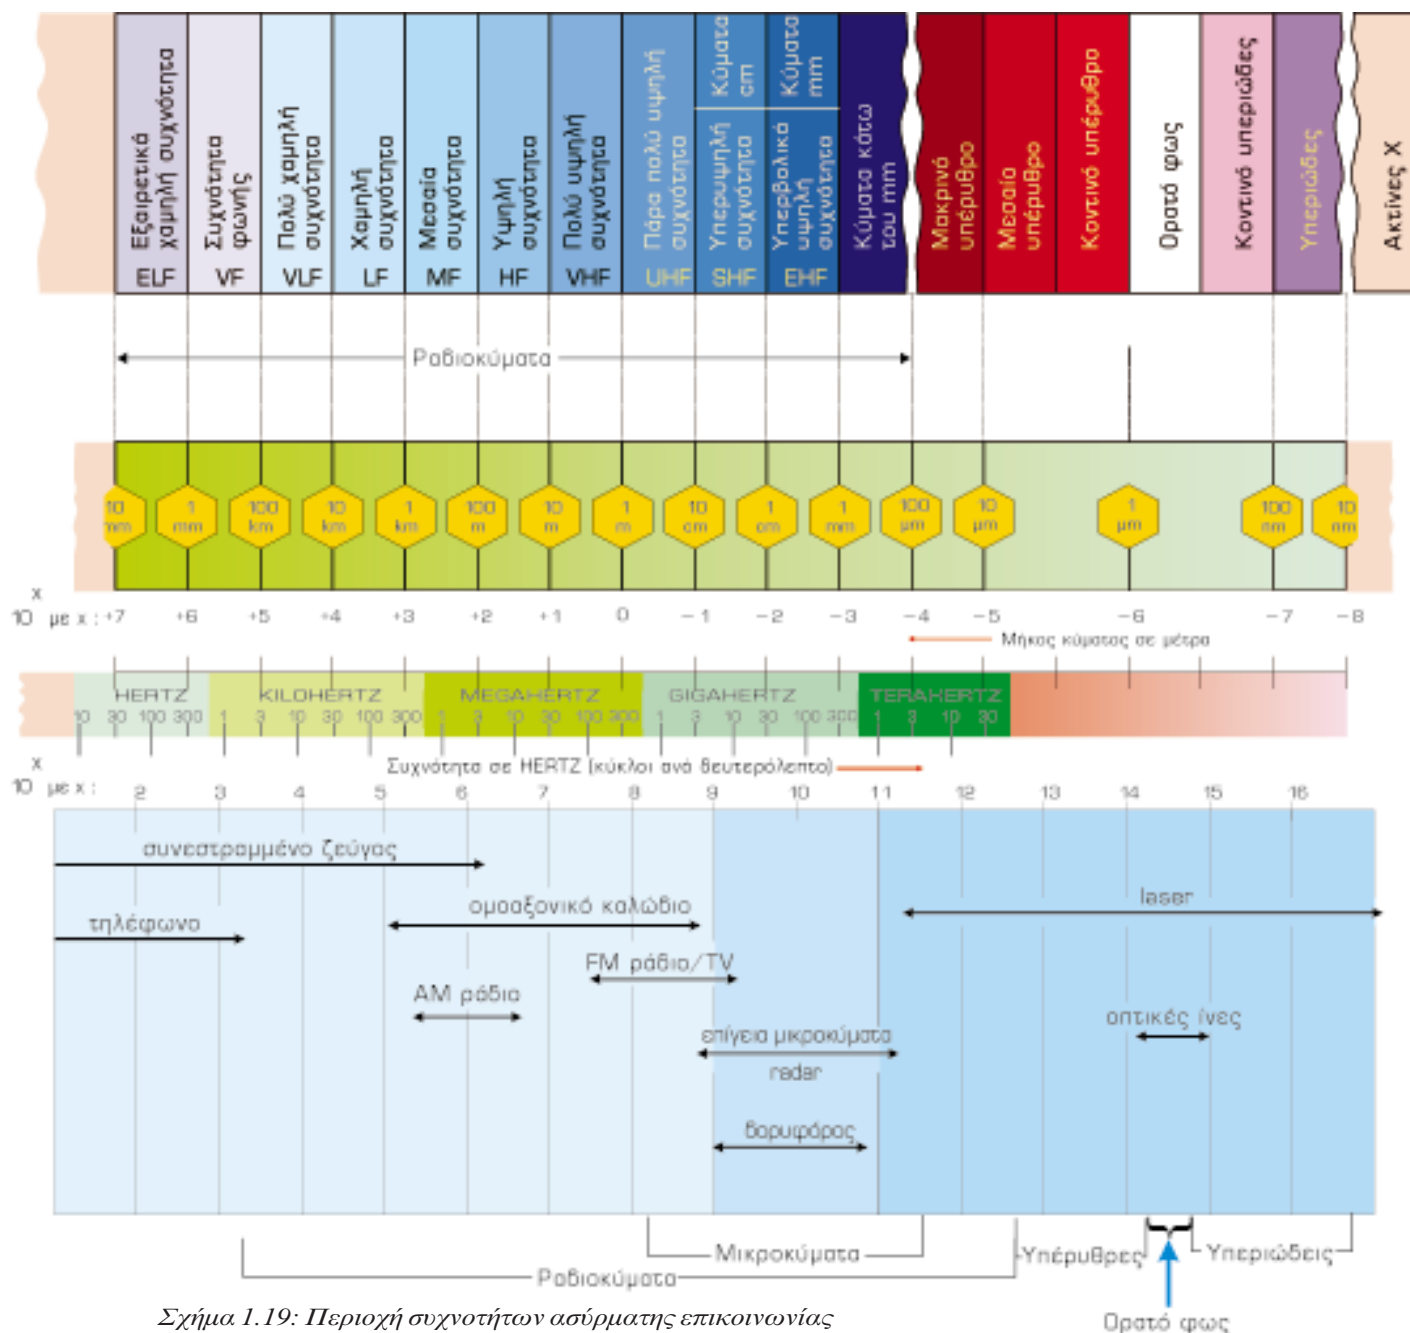 Εξαιρετικά
χαμηλή συχνότητα
ELF
Συχνότητα
φωνής
VF
Πολύ χαμηλή
συχνότητα
VLF
Χαμηλή
συχνότητα
LF
Μεσαία
συχνότητα
MF
Υψηλή
συχνότητα
HF
Πολύ υψηλή
συχνότητα
VHF
Πάρα πολύ υψηλή
συχνότητα
UHF
Κύματα
cm
Υπερυψηλή
συχνότητα
SHF
Κύματα
mm
Υπερβολικά
υψηλή
συχνότητα
EHF
Κύματα κάτω
του mm
Μακρινό
υπέρυθρο
Μεσαίο
υπέρυθρο
Κοντινό υπέρυθρο
Ορατό φως
Κοντινό υπεριώδες
Υπεριώδες
Ακτίνες Χ
Ραδιοκύματα
10 mm
1 mm
100 km
10 km
1 km
100 m
10 m
1 m
10 cm
1 cm
1 mm
100 μm
10 μm
1 μm
100 nm
10 nm
x
10 με x : +7 +6 +5 +4 +3 +2 +1 0 -1 -2 -3 -4 -5 -6 -7 -8
Μήκος κύματος σε μέτρα
HERTZ KILOHERTZ MEGAHERTZ GIGAHERTZ TERAHERTZ
10 30 100 300 1 3 10 30 100 300 1 3 10 30 100 300 1 3 10 30 100 300 1 3 10 30
Συχνότητα σε HERTZ (κύκλοι ανά δευτερόλεπτο)
x
10 με x : 2 3 4 5 6 7 8 9 10 11 12 13 14 15 16
συνεστραμμένο ζεύγος
ομοαξονικό καλώδιο
laser
τηλέφωνο
FM ράδιο/TV
AM ράδιο
οπτικές ίνες
επίγεια μικροκύματα
radar
δορυφόρος
Μικροκύματα
Υπέρυθρες
Υπεριώδεις
Ραδιοκύματα
Ορατό φως
Σχήμα 1.19: Περιοχή συχνοτήτων ασύρματης επικοινωνίας